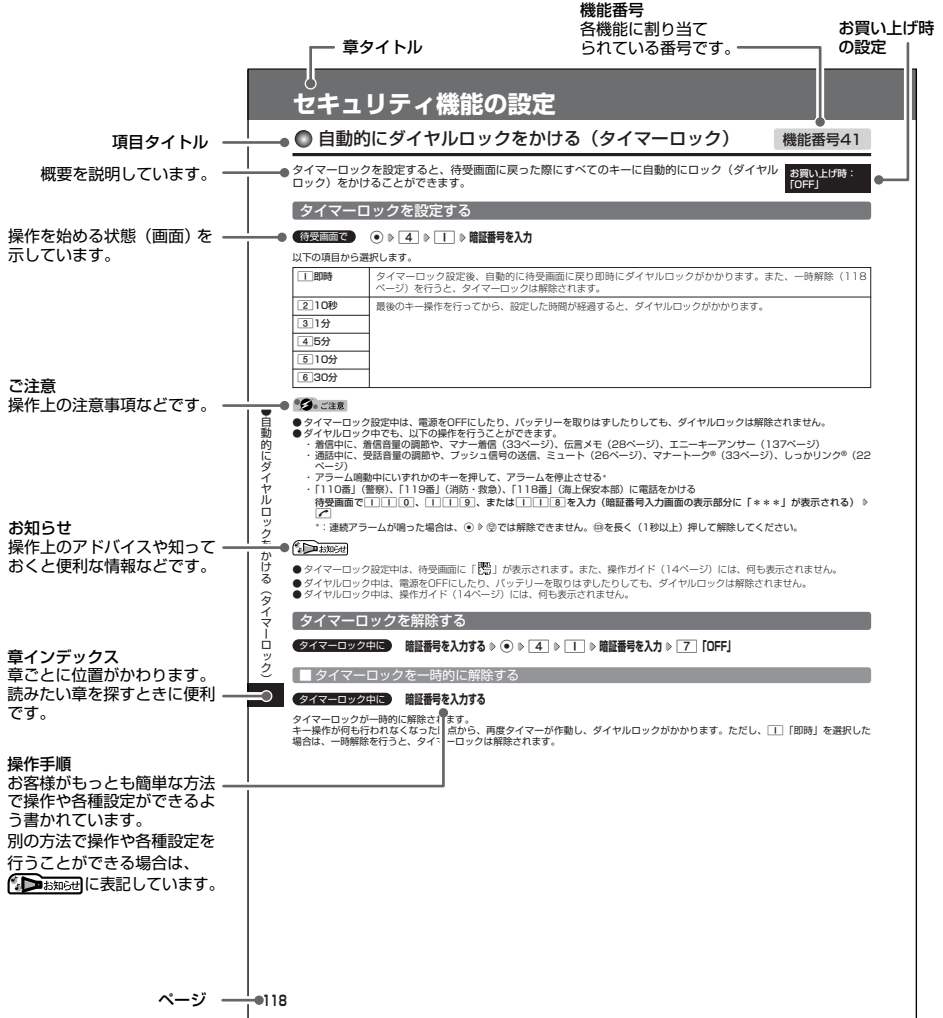 機能番号
各機能に割り当て
られている番号です。
お買い上げ時
の設定
章タイトル
セキュリティ機能の設定
項目タイトル
自動的にダイヤルロックをかける（タイマーロック）
機能番号41
概要を説明しています。
タイマーロックを設定すると、待受画面に戻った際にすべてのキーに自動的にロック（ダイヤル
ロック）をかけることができます。
お買い上げ時：
「OFF」
タイマーロックを設定する
操作を始める状態（画面）を
示しています。
待受画面で 4 1 暗証番号を入力
以下の項目から選択します。
1 即時
タイマーロック設定後、自動的に待受画面に戻り即時にダイヤルロックがかかります。また、一時解除（118
ページ）を行うと、タイマーロックは解除されます。
2 10秒
最後のキー操作を行ってから、設定した時間が経過すると、ダイヤルロックがかかります。
3 1分
4 5分
5 10分
6 30分
ご注意
操作上の注意事項などです。
ご注意
●タイマーロック設定中は、電源をOFFにしたり、バッテリーを取りはずしたりしても、ダイヤルロックは解除されません。
●ダイヤルロック中でも、以下の操作を行うことができます。
・着信中に、着信音量の調節や、マナー着信（33ページ）、伝言メモ（28ページ）、エニーキーアンサー（137ページ）
・通話中に、受話音量の調節や、プッシュ信号の送信、ミュート（26ページ）、マナートーク®（33ページ）、しっかリンク®（22
ページ）
・アラーム鳴動中にいずれかのキーを押して、アラームを停止させる*
・「110番」（警察）、「119番」（消防・救急）、「118番」（海上保安本部）に電話をかける
待受画面で110、119、または118を入力（暗証番号入力画面の表示部分に「＊＊＊」が表示される）
*：連続アラームが鳴った場合は、では解除できません。を長く（1秒以上）押して解除してください。
お知らせ
操作上のアドバイスや知って
おくと便利な情報などです。
お知らせ
●タイマーロック設定中は、待受画面に「」が表示されます。また、操作ガイド（14ページ）には、何も表示されません。
●ダイヤルロック中は、電源をOFFにしたり、バッテリーを取りはずしたりしても、ダイヤルロックは解除されません。
●ダイヤルロック中は、操作ガイド（14ページ）には、何も表示されません。
●自動的にダイヤルロックをかける（タイマーロック）
タイマーロックを解除する
タイマーロック中に 暗証番号を入力する 4 1 暗証番号を入力 7「OFF」
章インデックス
章ごとに位置がかわります。
読みたい章を探すときに便利
です。
■タイマーロックを一時的に解除する
タイマーロック中に 暗証番号を入力する
タイマーロックが一時的に解除されます。
キー操作が何も行われなくなった時点から、再度タイマーが作動し、ダイヤルロックがかかります。ただし、1「即時」を選択した
場合は、一時解除を行うと、タイマーロックは解除されます。
操作手順
お客様がもっとも簡単な方法
で操作や各種設定ができるよ
う書かれています。
別の方法で操作や各種設定を
行うことができる場合は、
お知らせに表記しています。
ページ
118